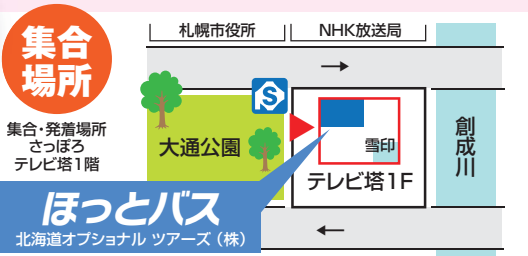 集合
場所
集合・発着場所
さっぽろ
テレビ塔1階
札幌市役所
NHK放送局
→
S
大通公園
雪印
テレビ塔1F
創成川
ほっとバス
北海道オプショナル ツアーズ（株）
←